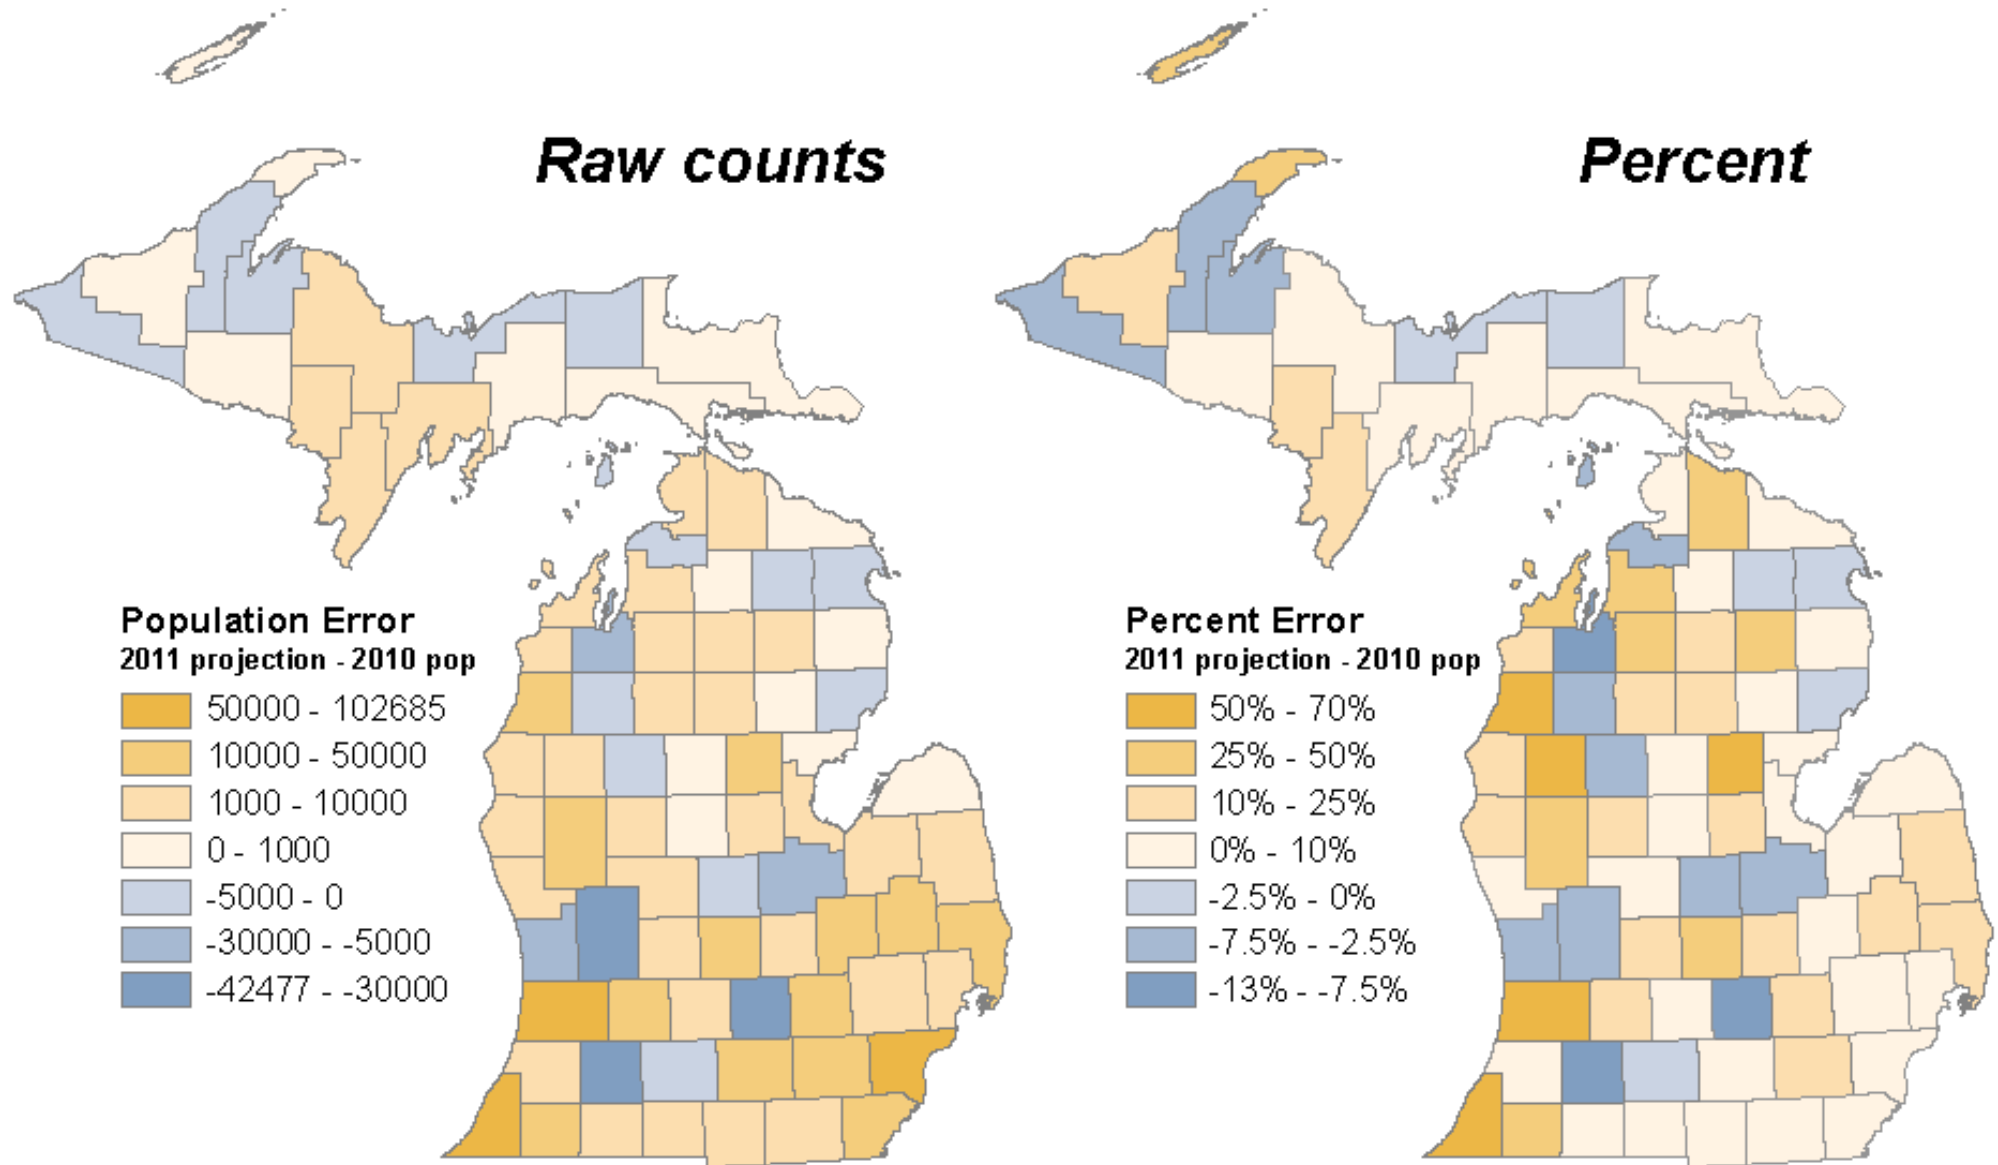 Raw counts
Percent
Population Error
2011 projection - 2010 pop
50000 - 102685
10000 - 50000
1000 - 10000
0 - 1000
-5000 - 0
-30000 - -5000
-42477 - -30000
Percent Error
2011 projection - 2010 pop
50% - 70%
25% - 50%
10% - 25%
0% - 10%
-2.5% - 0%
-7.5% - -2.5%
-13% - -7.5%